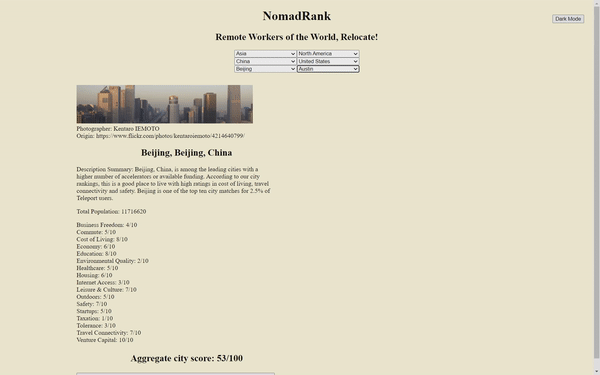 NomadRank
Dark Mode
Remote Workers of the World, Relocate!
Asia North America
China United States
Beijing Austin
Photographer: Kentaro IEMOTO
Origin: https://www.flickr.com/photos/kentaroiemoto/4214640799/
Beijing, Beijing, China
Description Summary: Beijing, China, is among the leading cities with a
higher number of accelerators or available funding. According to our city
rankings, this is a good place to live with high ratings in cost of living, travel
connectivity and safety. Beijing is one of the top ten city matches for 2.5% of
Teleport users.
Total Population: 11716620
Business Freedom: 4/10
Commute: 5/10
Cost of Living: 8/10
Economy: 6/10
Education: 8/10
Environmental Quality: 2/10
Healthcare: 5/10
Housing: 6/10
Internet Access: 3/10
Leisure & Culture: 7/10
Outdoors: 5/10
Safety: 7/10
Startups: 5/10
Taxation: 1/10
Tolerance: 3/10
Travel Connectivity: 7/10
Venture Capital: 10/10
Aggregate city score: 53/100